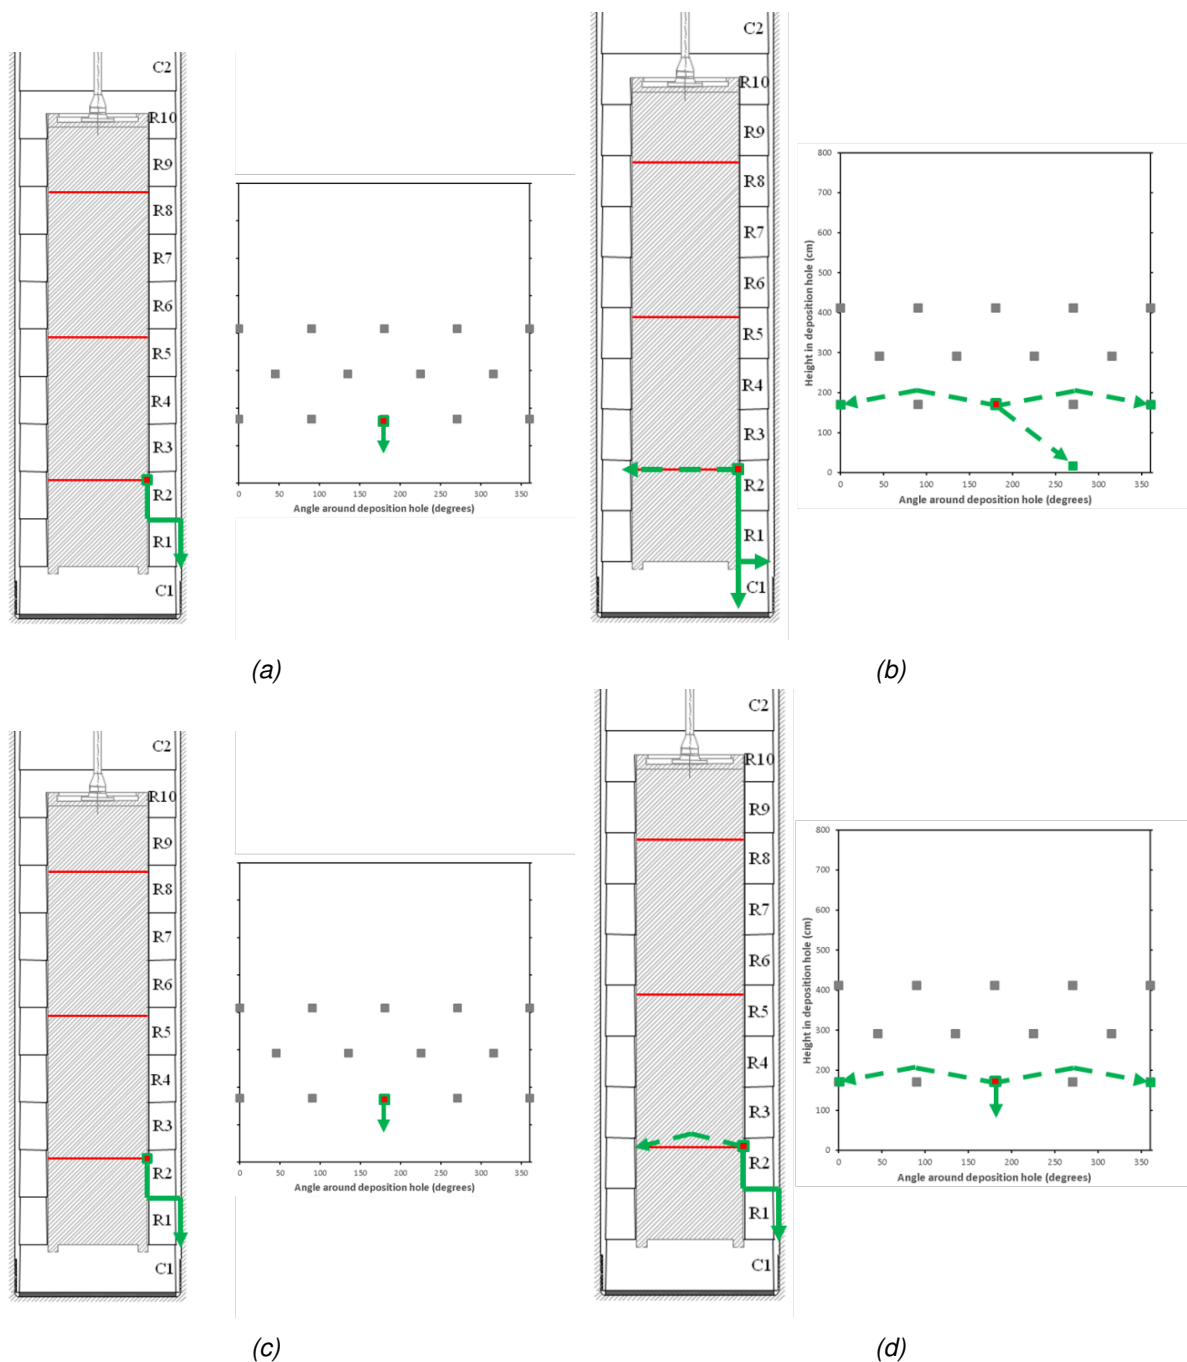 C2
R10
R9
R8
R7
R6
R5
R4
R3
R2
R1
C1
0 50 100 150 200 250 300 350
Angle around deposition hole (degrees)
(a)
C2
R10
R9
R8
R7
R6
R5
R4
R3
R2
R1
C1
Height in deposition hole (cm)
800
700
600
500
400
300
200
100
0
0 50 100 150 200 250 300 350
Angle around deposition hole (degrees)
(b)
C2
R10
R9
R8
R7
R6
R5
R4
R3
R2
R1
C1
0 50 100 150 200 250 300 350
Angle around deposition hole (degrees)
(c)
C2
R10
R9
R8
R7
R6
R5
R4
R3
R2
R1
C1
Height in deposition hole (cm)
800
700
600
500
400
300
200
100
0
0 50 100 150 200 250 300 350
Angle around deposition hole (degrees)
(d)